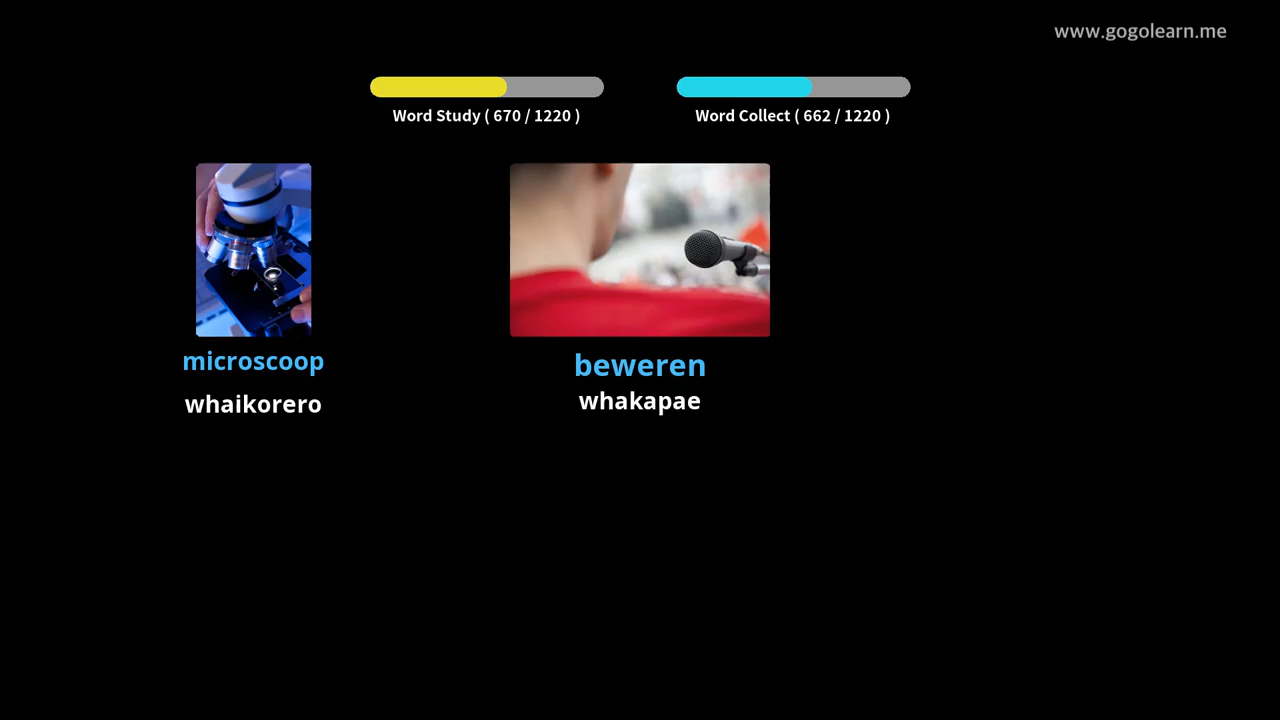 www.gogolearn.me
Word Study ( 670 / 1220 )
Word Collect ( 662 / 1220 )
microscoop
whaikorero
beweren
whakapae